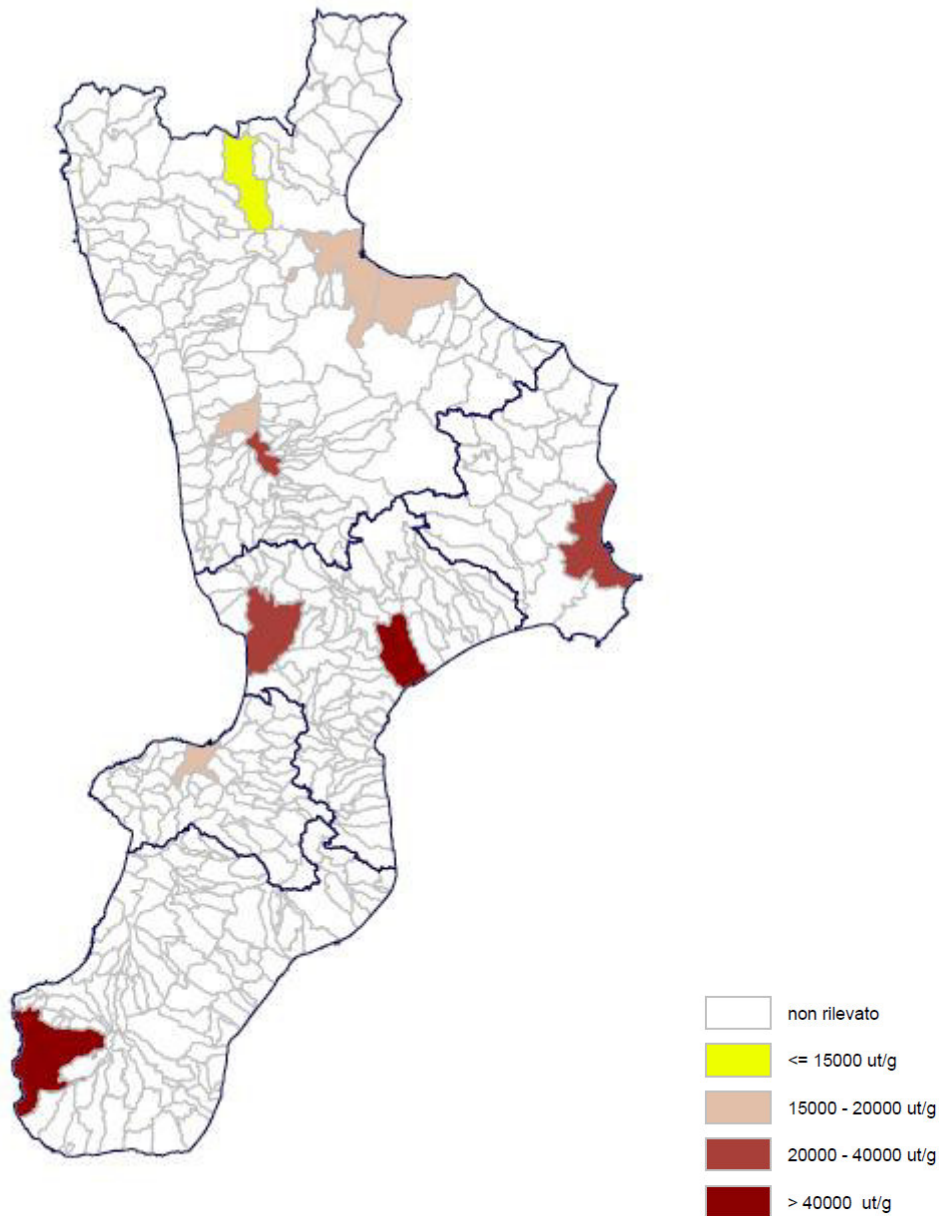 non rilevato
<= 15000 ut/g
15000 - 20000 ut/g
20000 - 40000 ut/g
> 40000 ut/g